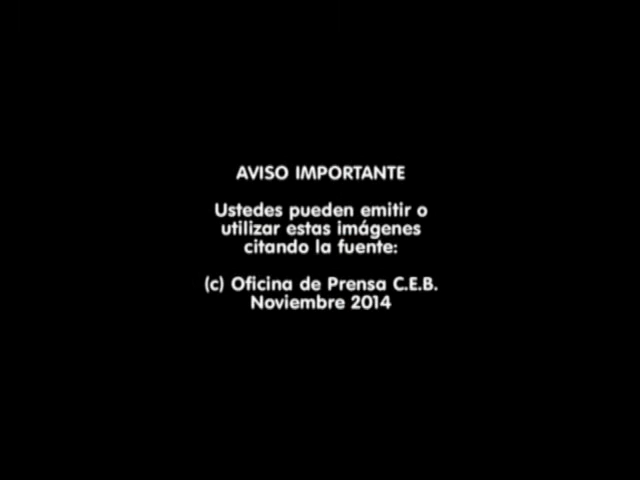 AVISO IMPORTANTE
Ustedes pueden emitir o
utilizar estas imágenes
citando la fuente:
(c) Oficina de Prensa C.E.B.
Noviembre 2014